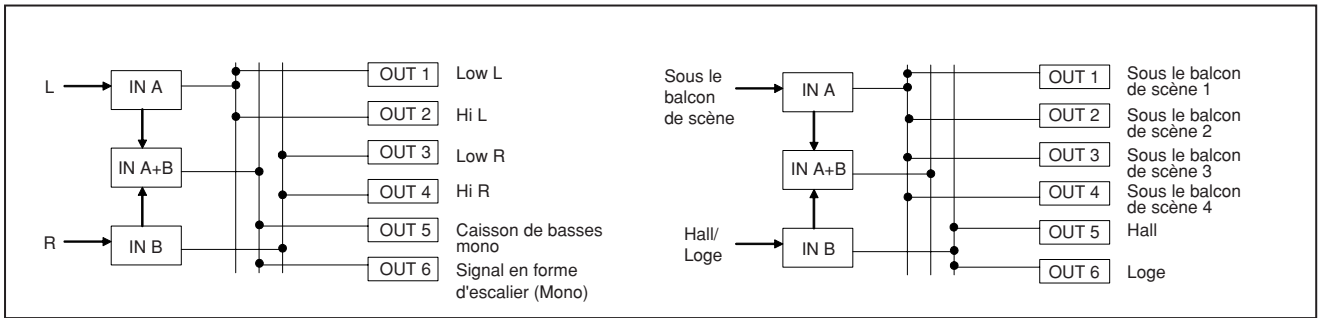 L
IN A
IN A+B
R
IN B
OUT 1
Low L
OUT 2
Hi L
OUT 3
Low R
OUT 4
Hi R
OUT 5
Caisson de basses
mono
OUT 6
Signal en forme
d'escalier (Mono)
Sous le
balcon
de scène
IN A
IN A+B
Hall/
Loge
IN B
OUT 1
Sous le balcon
de scène 1
OUT 2
Sous le balcon
de scène 2
OUT 3
Sous le balcon
de scène 3
OUT 4
Sous le balcon
de scène 4
OUT 5
Hall
OUT 6
Loge